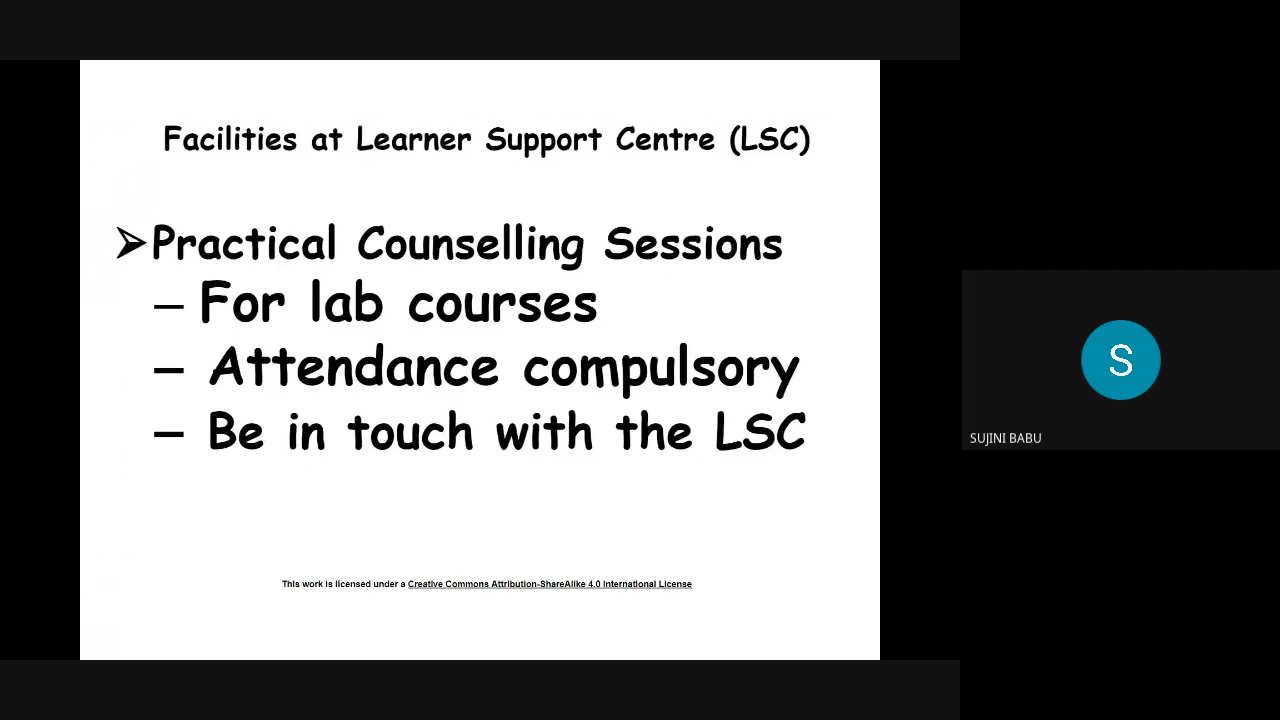 Facilities at Learner Support Centre (LSC)
➢Practical Counselling Sessions
– For lab courses
– Attendance compulsory
– Be in touch with the LSC
This work is licensed under a Creative Commons Attribution-ShareAlike 4.0 International License
S
SUJINI BABU